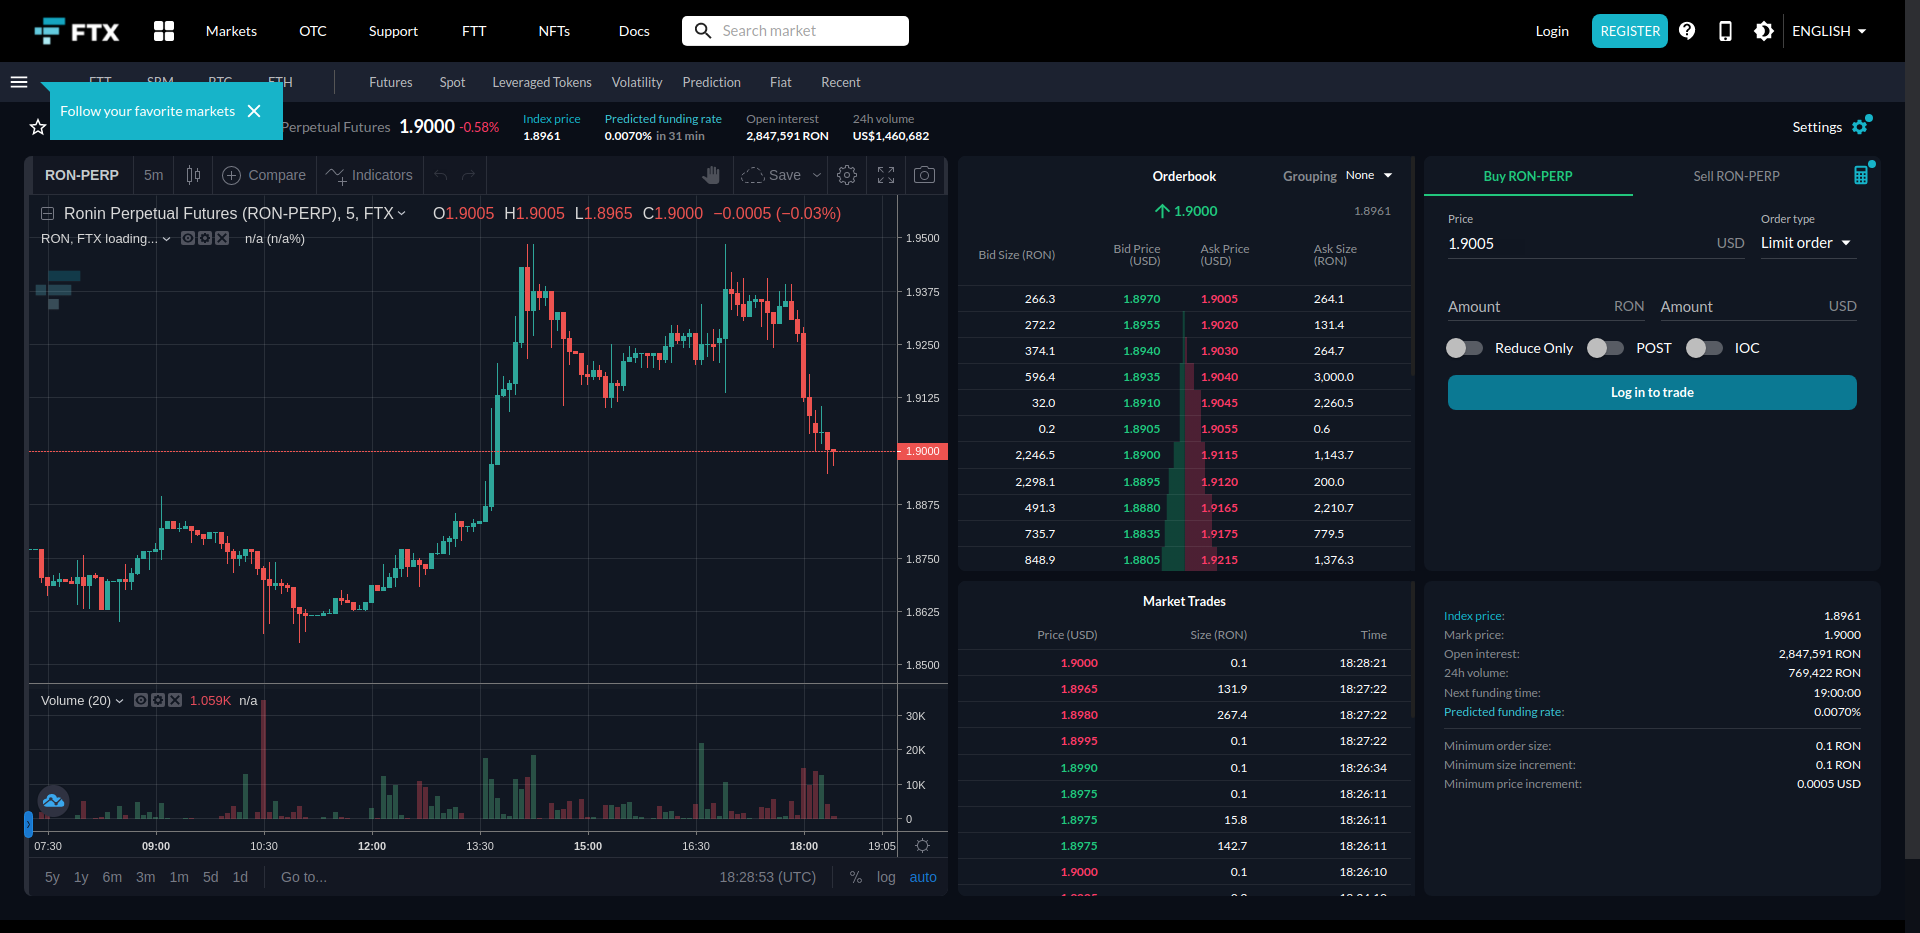 FTX Markets OTC Support FTT NFTs Docs Search market Login REGISTER ENGLISH
FTT SRM BTC ETH Futures Spot Leveraged Tokens Volatility Prediction Fiat Recent
Follow your favorite markets
Perpetual Futures 1.9000 -0.58%
Index price
1.8961
Predicted funding rate
0.0070% in 31 min
Open interest
2,847,591 RON
24h volume
US$1,460,682
Settings
RON-PERP 5m Compare Indicators Save
Ronin Perpetual Futures (RON-PERP), 5, FTX O1.9005 H1.9005 L1.8965 C1.9000 −0.0005 (−0.03%)
RON, FTX loading... n/a (n/a%)
1.9500
1.9375
1.9250
1.9125
1.9000
1.8875
1.8750
1.8625
1.8500
Volume (20) 1.059K n/a
30K
20K
10K
0
07:30 09:00 10:30 12:00 13:30 15:00 16:30 18:00 19:05
5y 1y 6m 3m 1m 5d 1d Go to... 18:28:53 (UTC) % log auto
Orderbook Grouping None
1.9000 1.8961
Bid Size (RON) Bid Price (USD) Ask Price (USD) Ask Size (RON)
266.3 1.8970 1.9005 264.1
272.2 1.8955 1.9020 131.4
374.1 1.8940 1.9030 264.7
596.4 1.8935 1.9040 3,000.0
32.0 1.8910 1.9045 2,260.5
0.2 1.8905 1.9055 0.6
2,246.5 1.8900 1.9115 1,143.7
2,298.1 1.8895 1.9120 200.0
491.3 1.8880 1.9165 2,210.7
735.7 1.8835 1.9175 779.5
848.9 1.8805 1.9215 1,376.3
Market Trades
Price (USD) Size (RON) Time
1.9000 0.1 18:28:21
1.8965 131.9 18:27:22
1.8980 267.4 18:27:22
1.8995 0.1 18:27:22
1.8990 0.1 18:26:34
1.8975 0.1 18:26:11
1.8975 15.8 18:26:11
1.8975 142.7 18:26:11
1.9000 0.1 18:26:10
Buy RON-PERP Sell RON-PERP
Price Order type
1.9005 USD Limit order
Amount RON Amount USD
Reduce Only POST IOC
Log in to trade
Index price: 1.8961
Mark price: 1.9000
Open interest: 2,847,591 RON
24h volume: 769,422 RON
Next funding time: 19:00:00
Predicted funding rate: 0.0070%
Minimum order size: 0.1 RON
Minimum size increment: 0.1 RON
Minimum price increment: 0.0005 USD